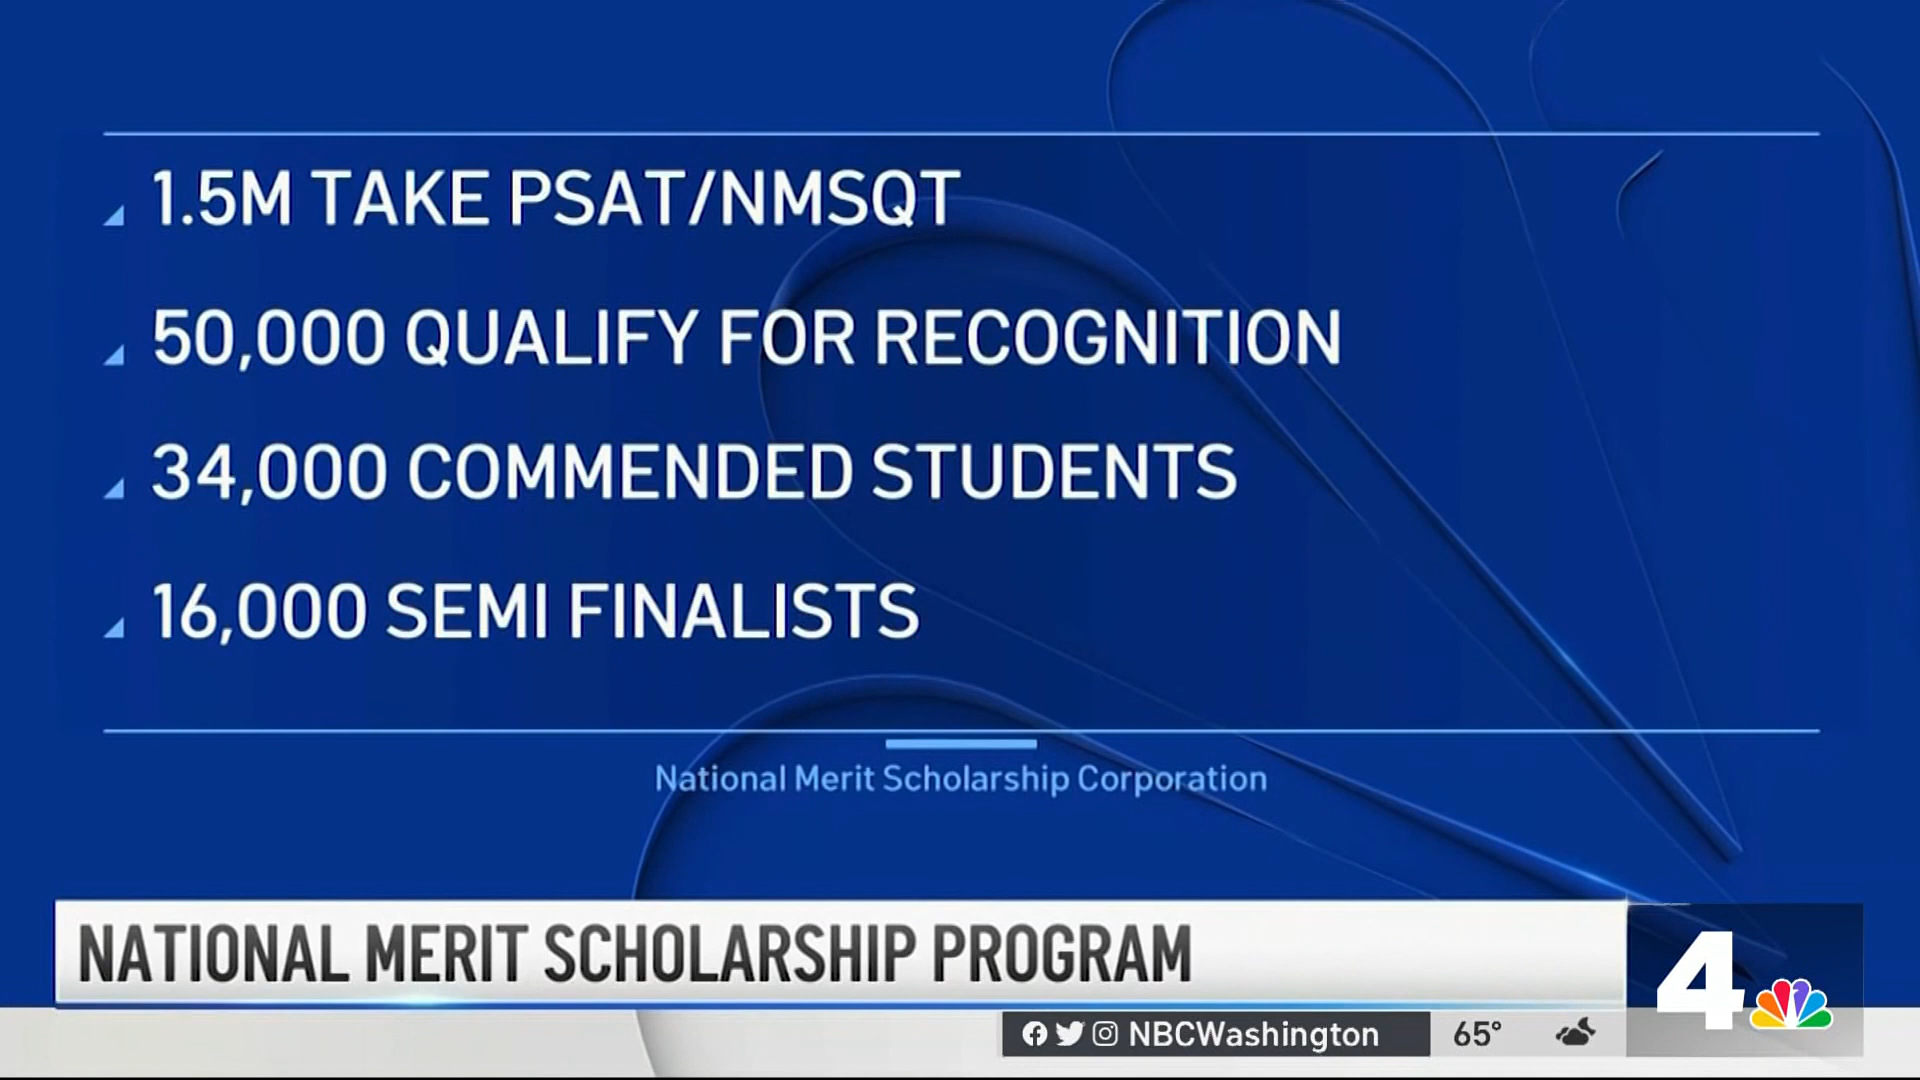 1.5M TAKE PSAT/NMSQT
50,000 QUALIFY FOR RECOGNITION
34,000 COMMENDED STUDENTS
16,000 SEMI FINALISTS
National Merit Scholarship Corporation
NATIONAL MERIT SCHOLARSHIP PROGRAM
4
NBCWashington 65°